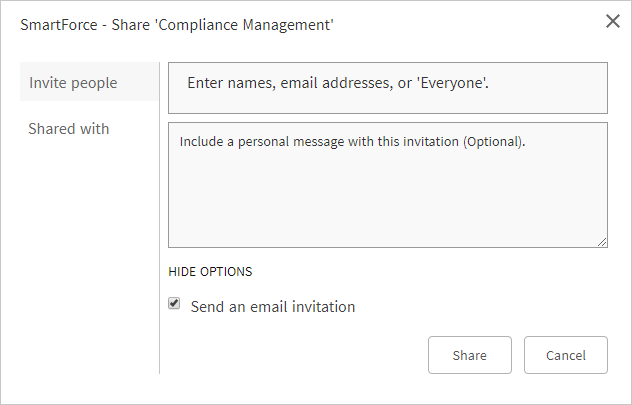 SmartForce - Share 'Compliance Management'
Invite people
Shared with
Enter names, email addresses, or 'Everyone'.
Include a personal message with this invitation (Optional).
HIDE OPTIONS
Send an email invitation
Share
Cancel